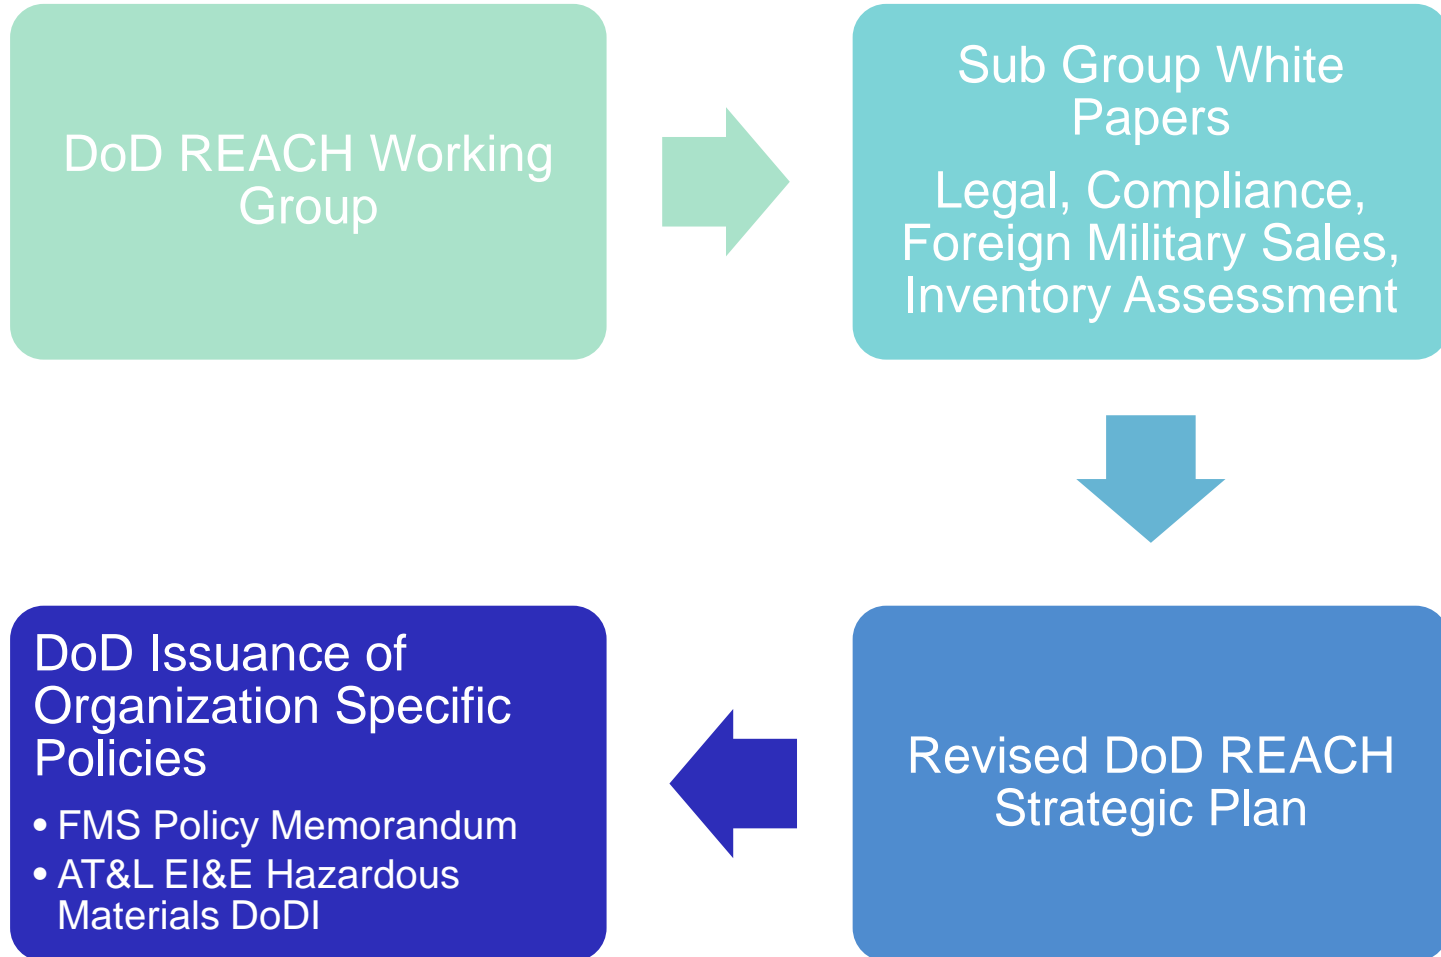 DoD REACH Working
Group
Sub Group White
Papers
Legal, Compliance,
Foreign Military Sales,
Inventory Assessment
Revised DoD REACH
Strategic Plan
DoD Issuance of
Organization Specific
Policies
• FMS Policy Memorandum
• AT&L EI&E Hazardous
Materials DoDI